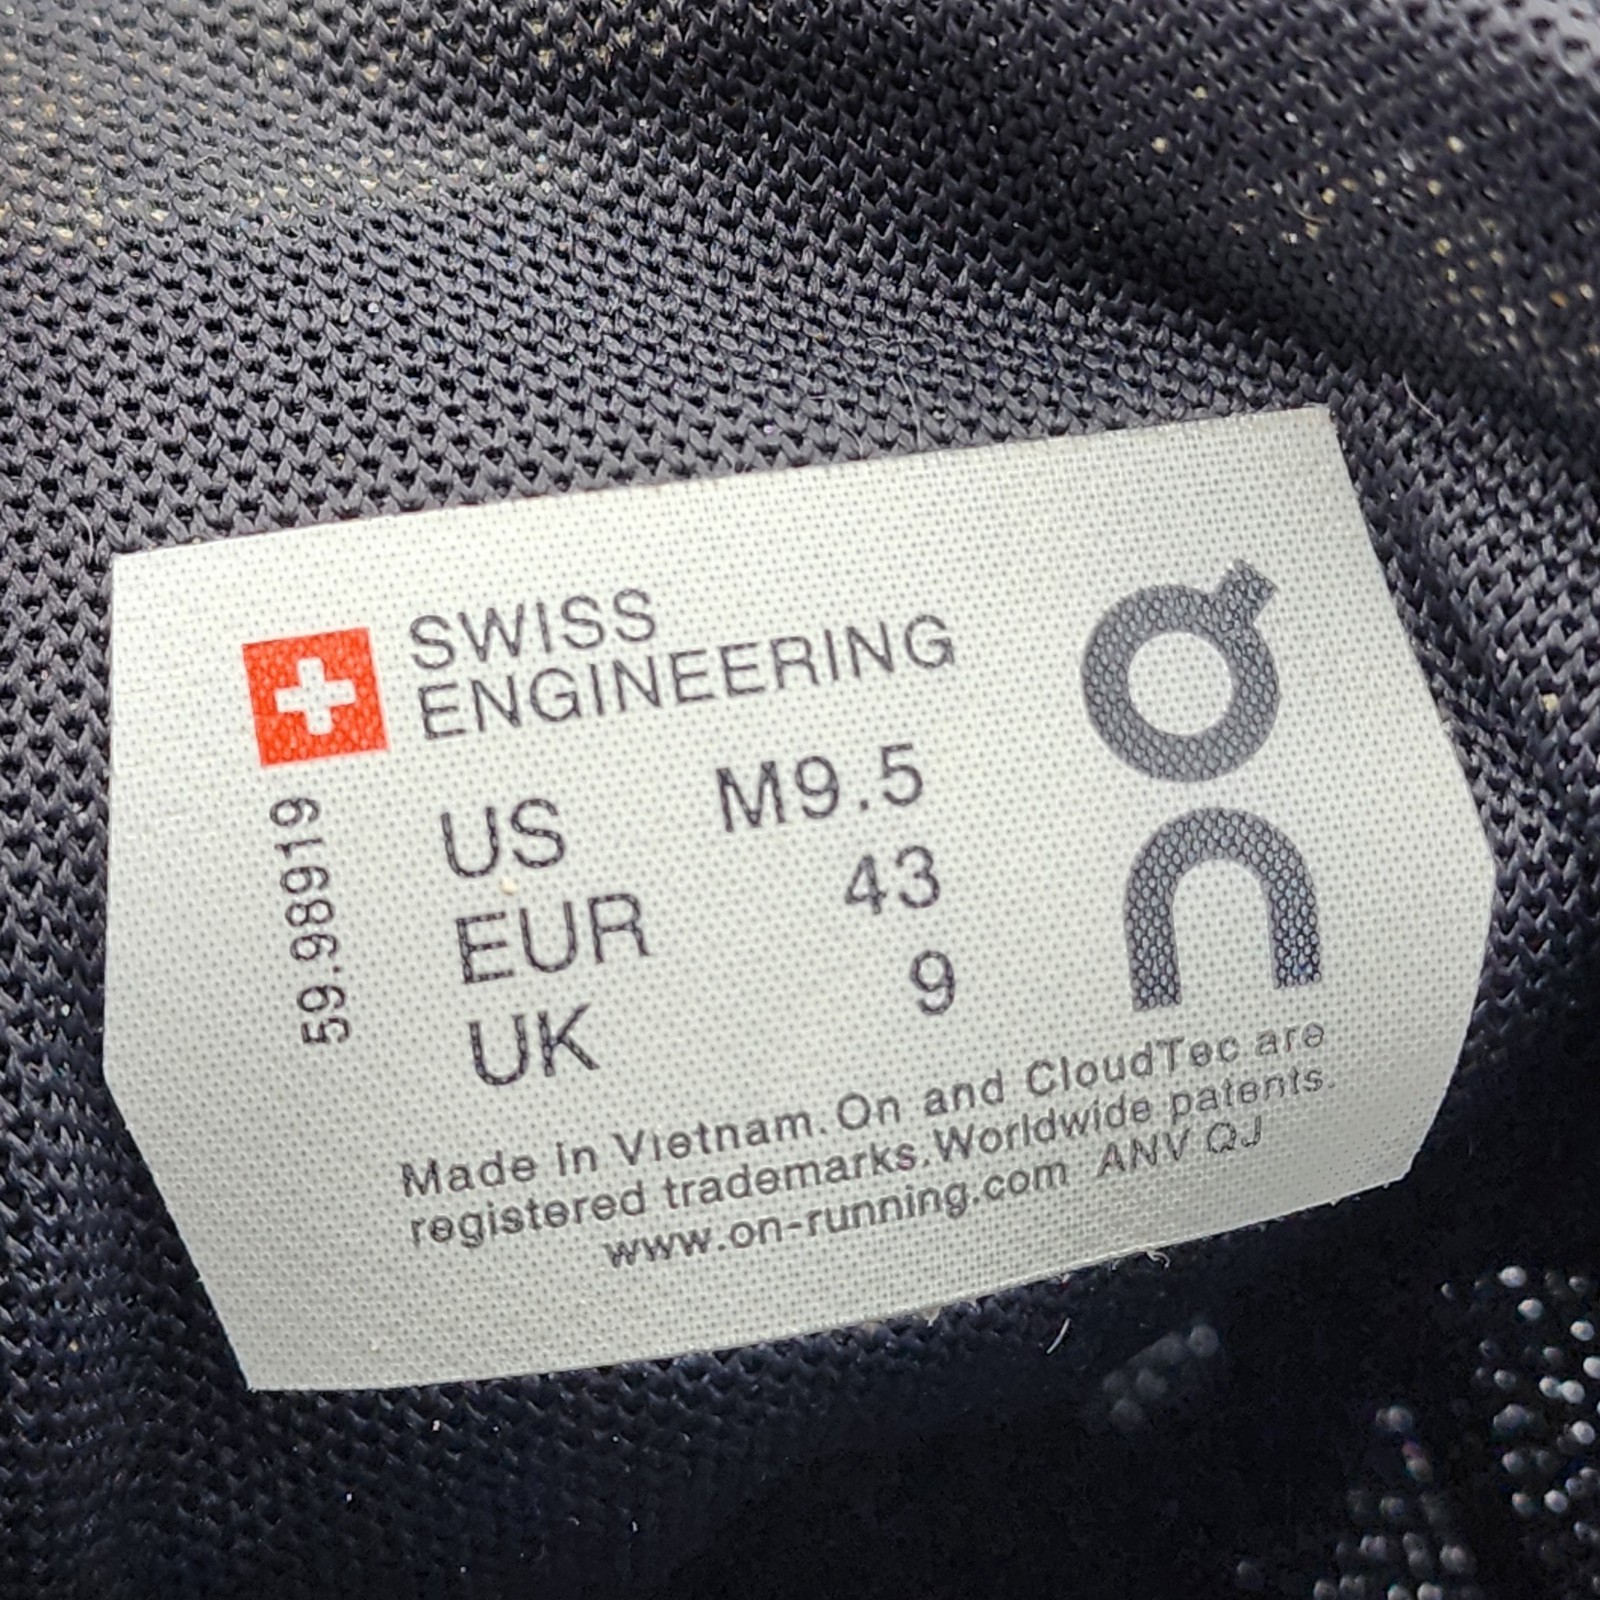 SWISS
ENGINEERING
US M9.5
EUR 43
UK 9
59.98919
On
Made in Vietnam. On and CloudTec are
registered trademarks. Worldwide patents.
www.on-running.com ANV QJ